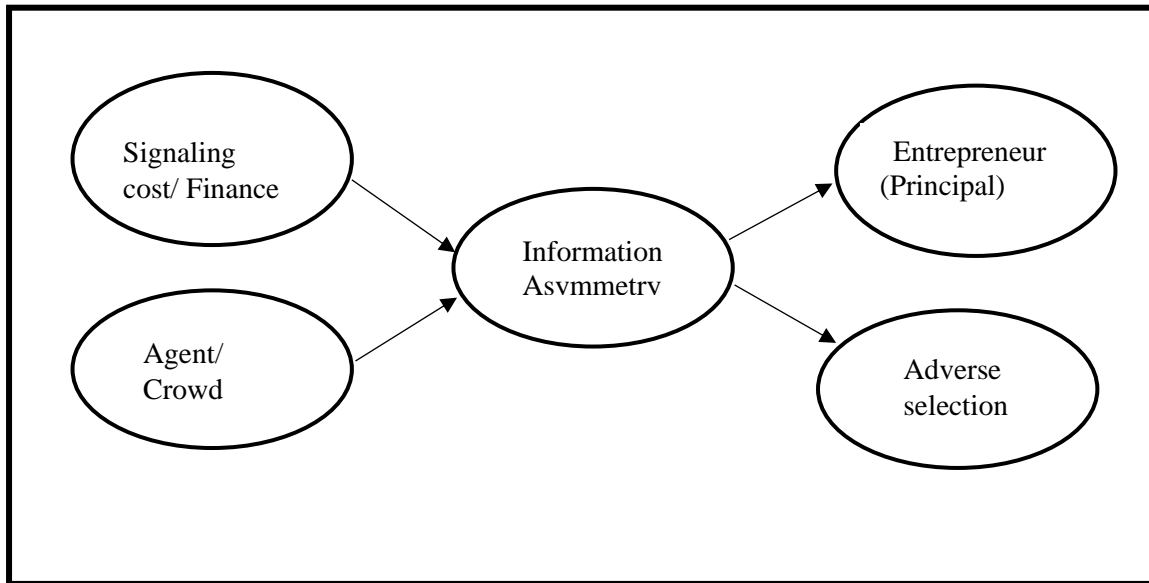 Signaling
cost/ Finance
Agent/
Crowd
Information
Asymmetry
Entrepreneur
(Principal)
Adverse
selection